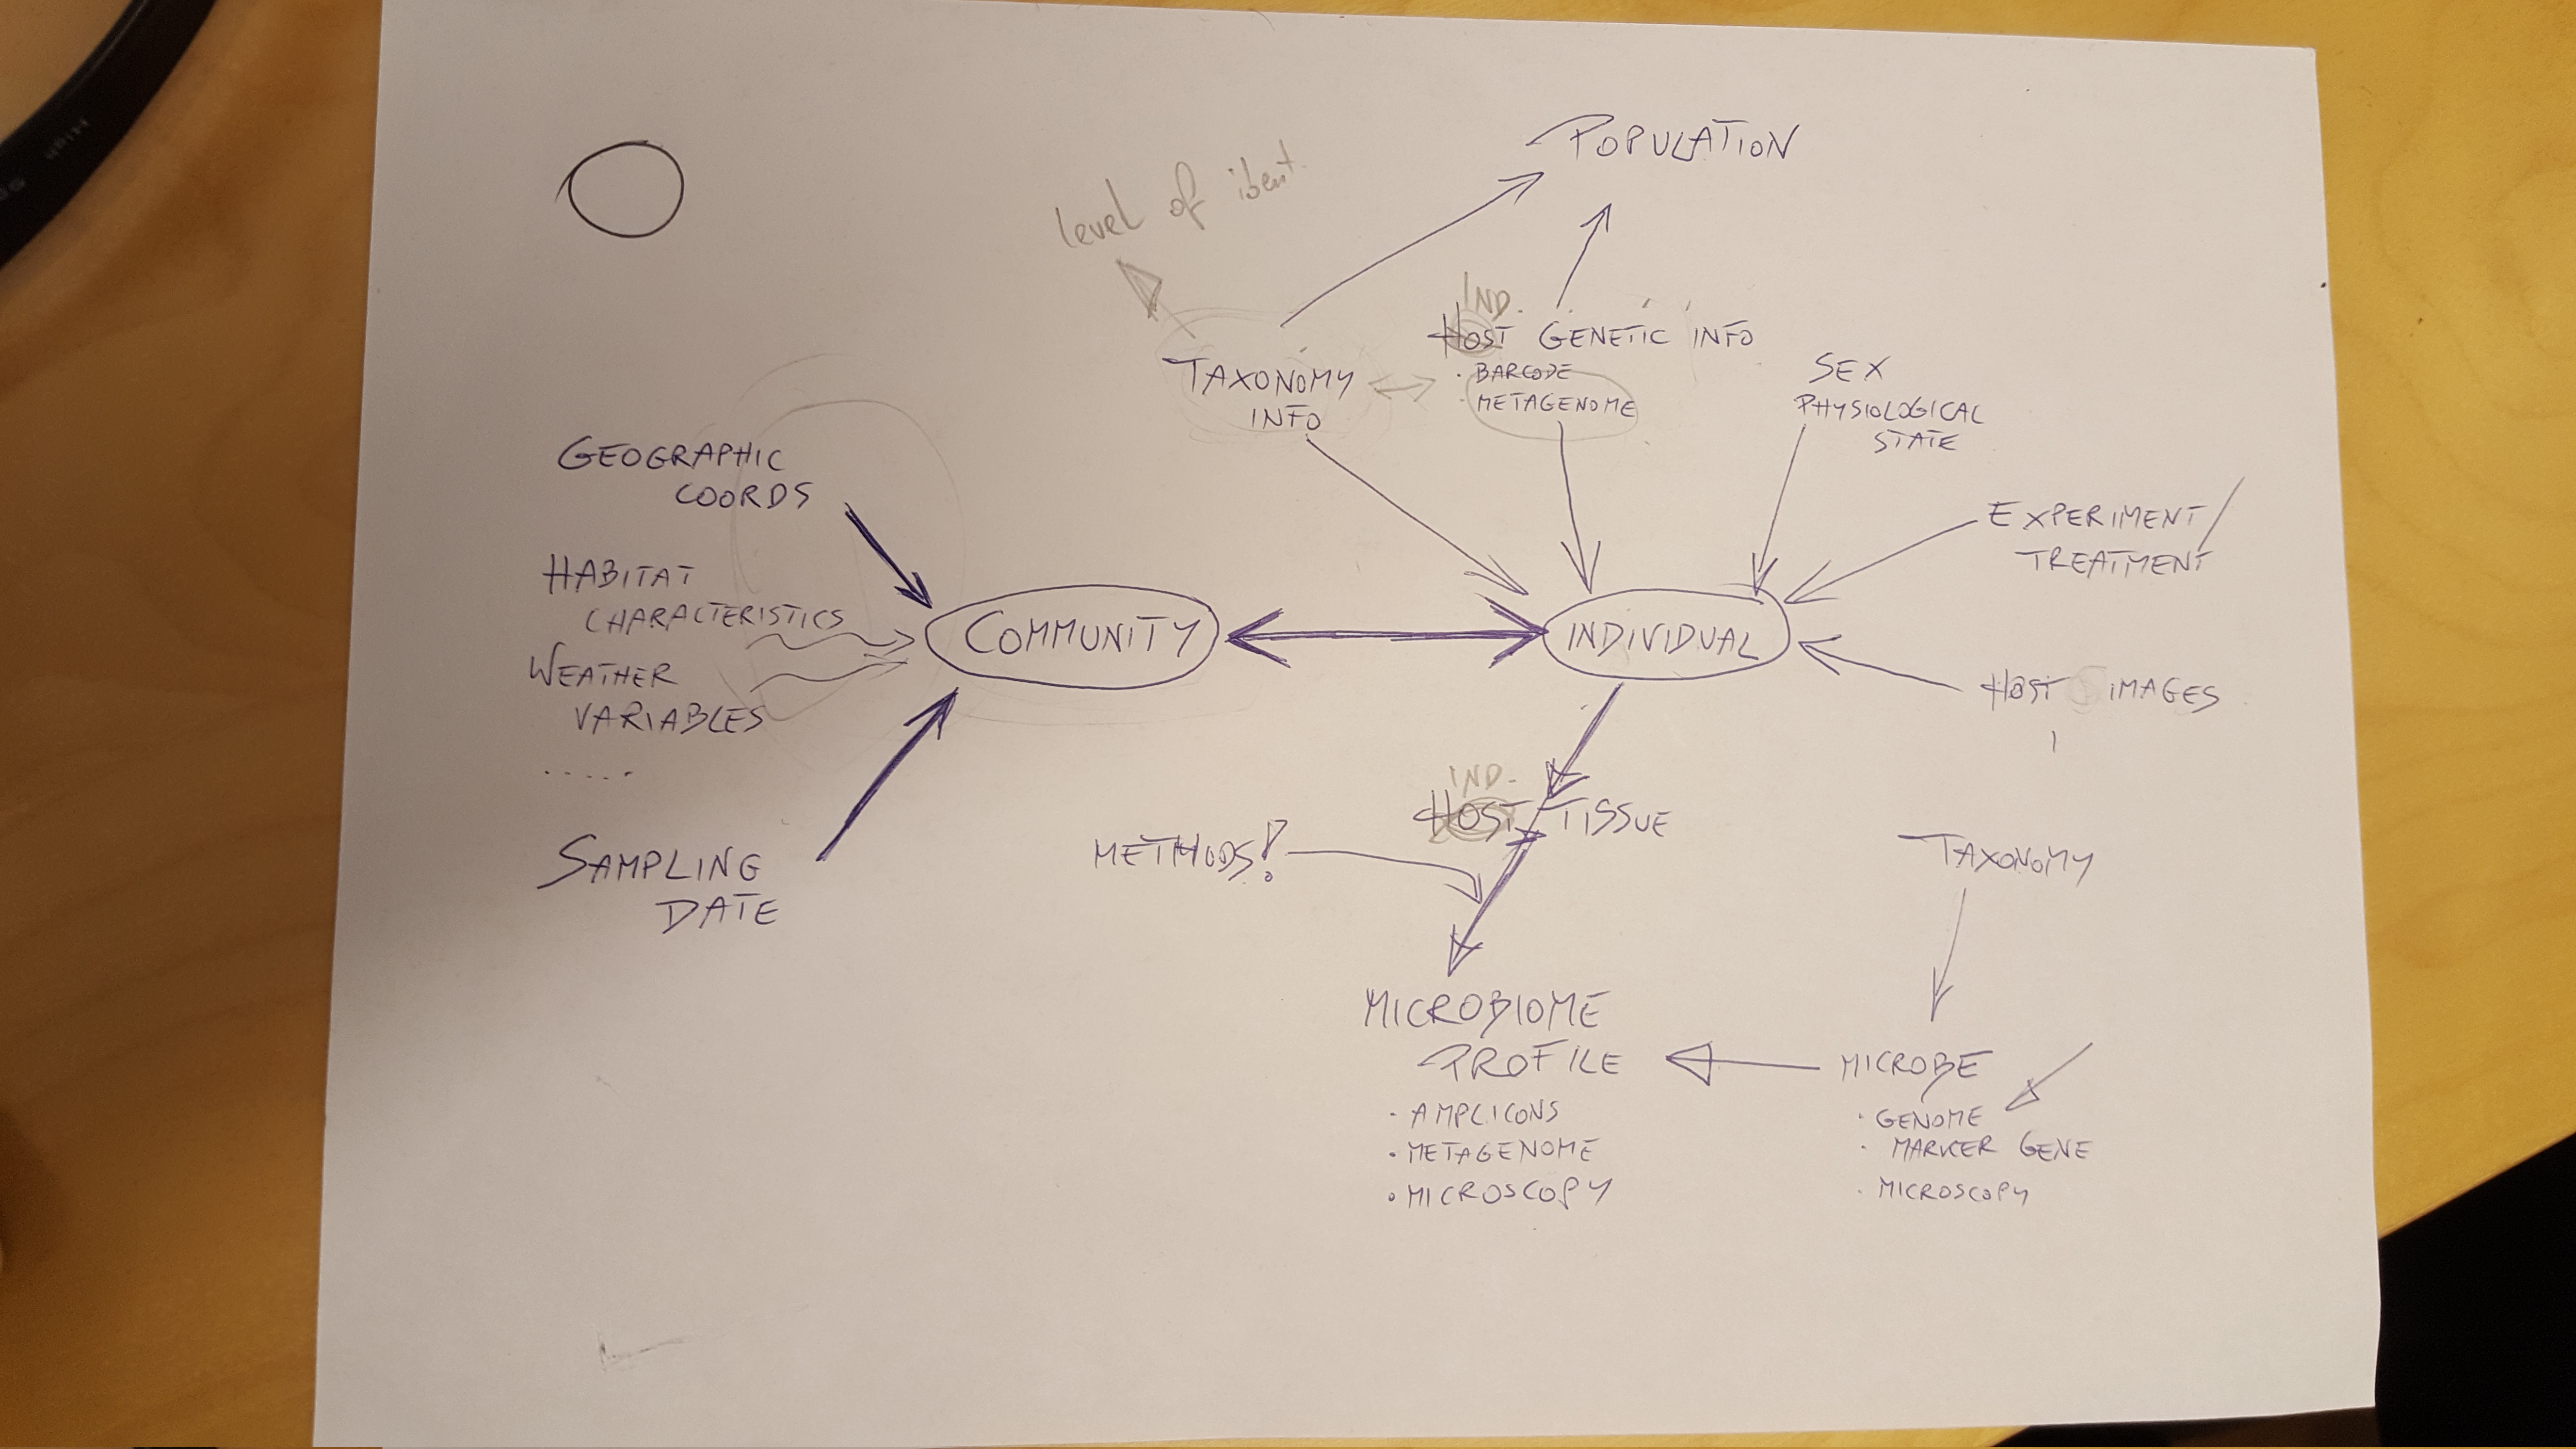 POPULATION
level of ident.
IND.
HOST GENETIC INFO
· BARCODE
· METAGENOME
TAXONOMY
INFO
SEX
PHYSIOLOGICAL
STATE
GEOGRAPHIC
COORDS
EXPERIMENT/
TREATMENT
HABITAT
CHARACTERISTICS
WEATHER
VARIABLES
.....
COMMUNITY
INDIVIDUAL
HOST IMAGES
SAMPLING
DATE
IND.
HOST TISSUE
METHODS!
TAXONOMY
MICROBIOME
PROFILE
· AMPLICONS
· METAGENOME
· MICROSCOPY
MICROBE
· GENOME
· MARKER GENE
· MICROSCOPY